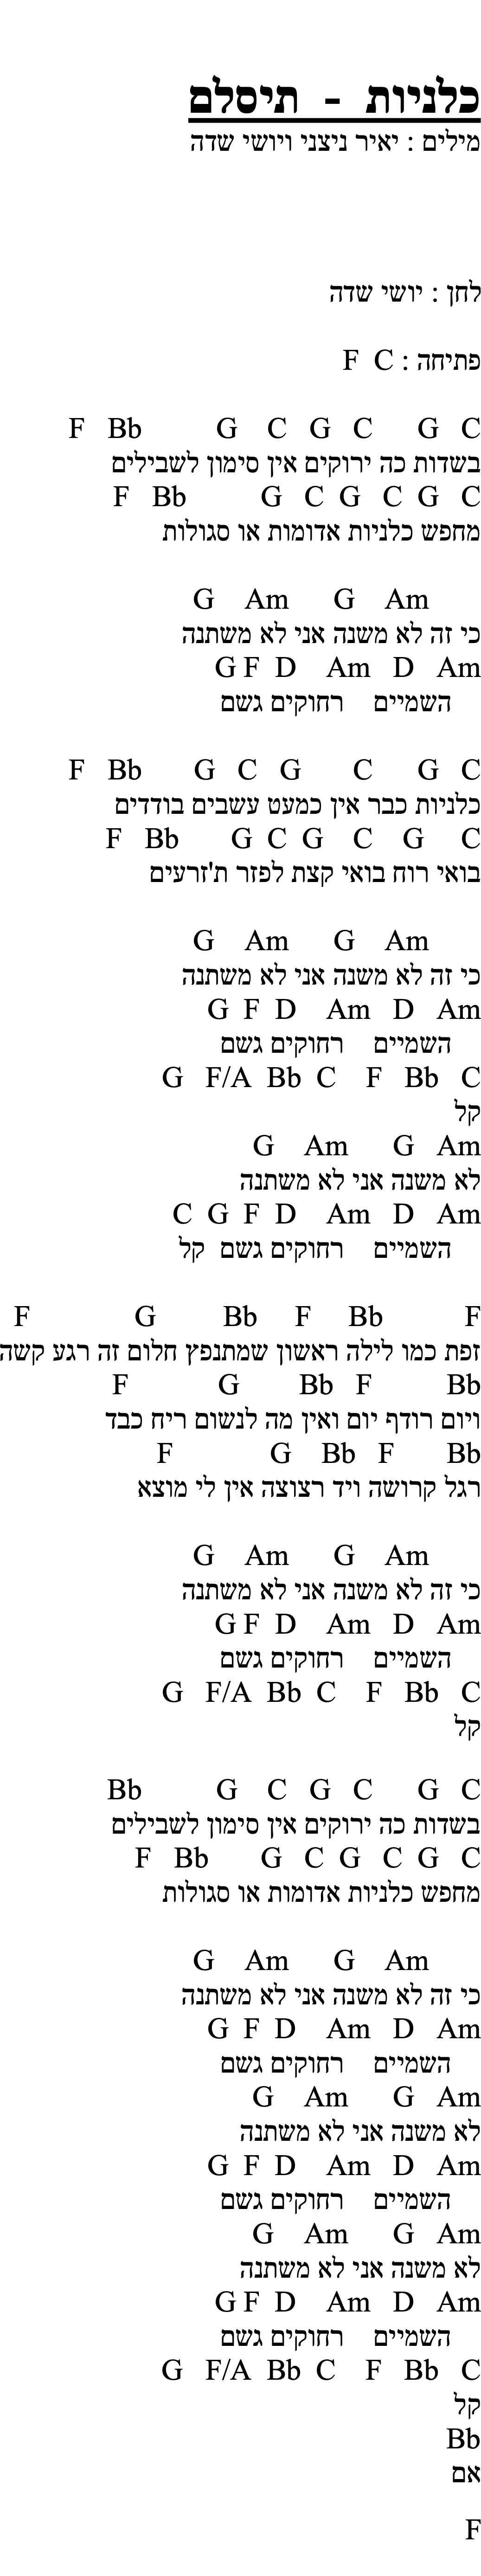 כלניות - תיסלם
מילים : יאיר ניצני ויושי שדה
לחן : יושי שדה
פתיחה : F C
F Bb G C G C G C
בשדות כה ירוקים אין סימון לשבילים
F Bb G C G C G C
מחפש כלניות אדומות או סגולות
G Am G Am
כי זה לא משנה אני לא משתנה
G F D Am D Am
השמיים רחוקים גשם
F Bb G C G C G C
כלניות כבר אין כמעט עשבים בודדים
F Bb G C G C G C
בואי רוח בואי קצת לפזר ת'זרעים
G Am G Am
כי זה לא משנה אני לא משתנה
G F D Am D Am
השמיים רחוקים גשם
G F/A Bb C F Bb C
קל
G Am G Am
לא משנה אני לא משתנה
C G F D Am D Am
השמיים רחוקים גשם קל
F G Bb F Bb F
זפת כמו לילה ראשון שמתנפץ חלום זה רגע קשה
F G Bb F Bb
ויום רודף יום ואין מה לנשום ריח כבד
F G Bb F Bb
רגל קרושה ויד רצוצה אין לי מוצא
G Am G Am
כי זה לא משנה אני לא משתנה
G F D Am D Am
השמיים רחוקים גשם
G F/A Bb C F Bb C
קל
Bb G C G C G C
בשדות כה ירוקים אין סימון לשבילים
F Bb G C G C G C
מחפש כלניות אדומות או סגולות
G Am G Am
כי זה לא משנה אני לא משתנה
G F D Am D Am
השמיים רחוקים גשם
G Am G Am
לא משנה אני לא משתנה
G F D Am D Am
השמיים רחוקים גשם
G Am G Am
לא משנה אני לא משתנה
G F D Am D Am
השמיים רחוקים גשם
G F/A Bb C F Bb C
קל
Bb
אם
F